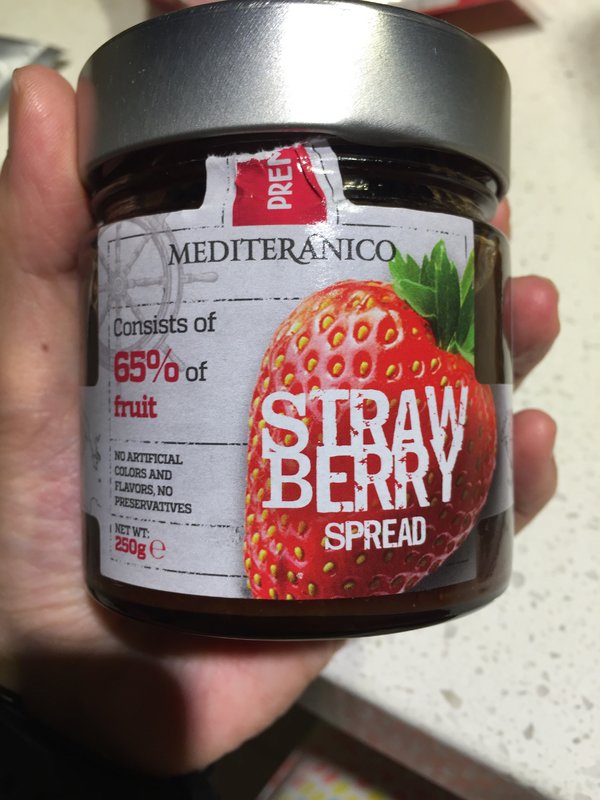 MEDITERANICO
Consists of
65% of
fruit
NO ARTIFICIAL
COLORS AND
FLAVORS, NO
PRESERVATIVES
NET WT:
250g ℮
STRAW
BERRY
SPREAD